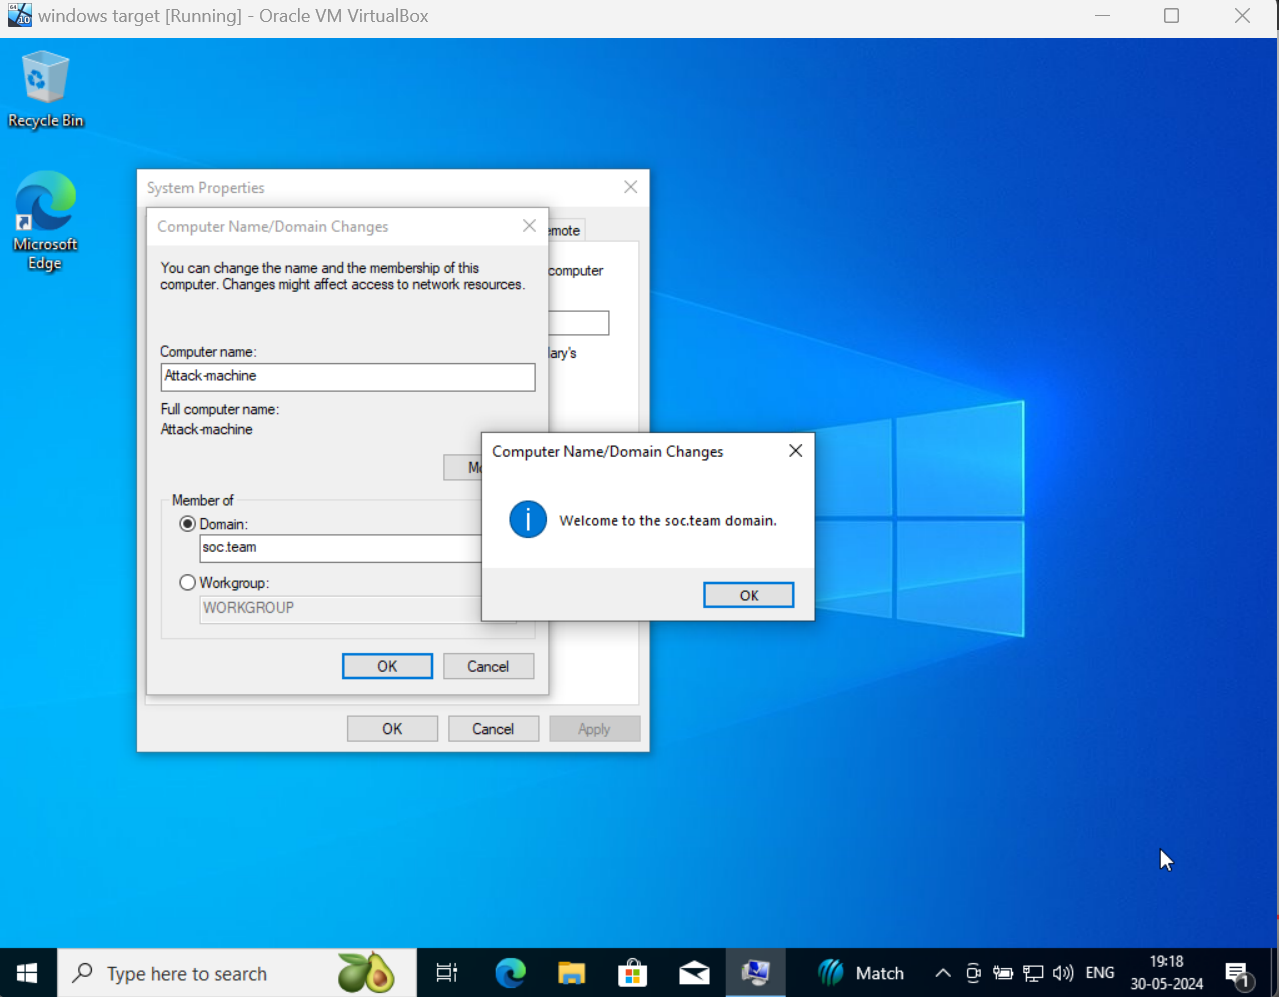 windows target [Running] - Oracle VM VirtualBox
Recycle Bin
Microsoft
Edge
System Properties
Computer Name/Domain Changes
emote
You can change the name and the membership of this
computer. Changes might affect access to network resources.
computer
Computer name:
lary's
Attack-machine
Full computer name:
Attack-machine
Member of
Domain:
soc.team
Workgroup:
WORKGROUP
OK
Cancel
OK
Cancel
Apply
Computer Name/Domain Changes
i
Welcome to the soc.team domain.
OK
Type here to search
Match
ENG
19:18
30-05-2024
1